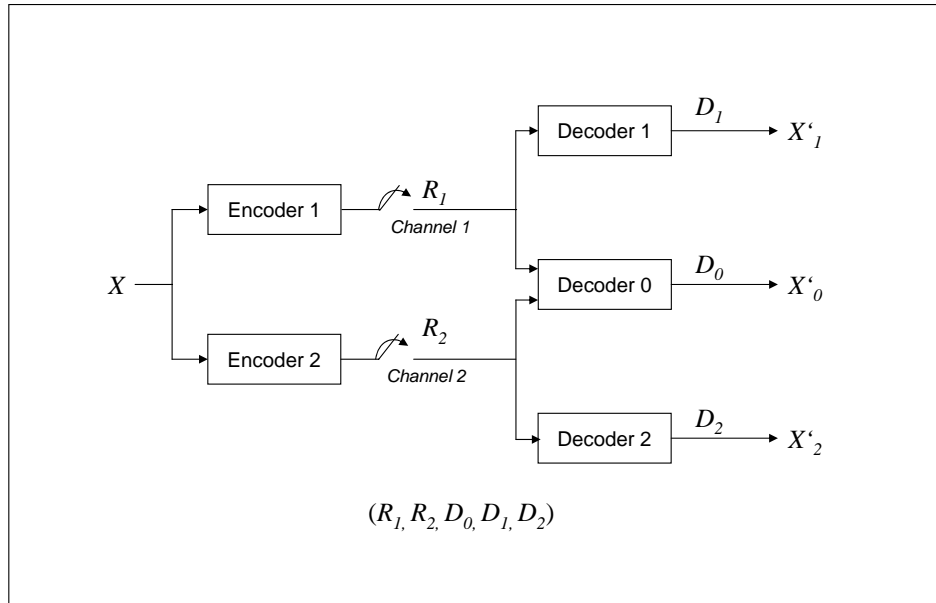 D1
Decoder 1
X‘1
R1
Encoder 1
Channel 1
D0
X
Decoder 0
X‘0
R2
Encoder 2
Channel 2
D2
Decoder 2
X‘2
(R1, R2, D0, D1, D2)